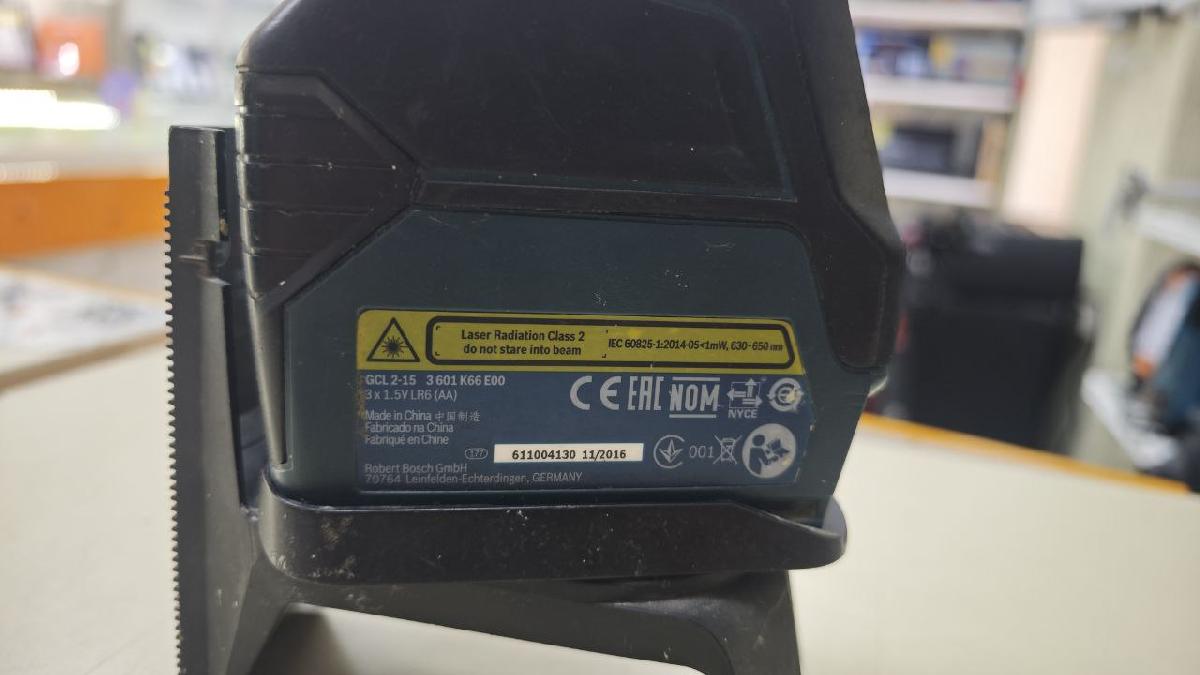 Laser Radiation Class 2
do not stare into beam
IEC 60825-1:2014-05 <1mW, 630-650 nm
GCL 2-15 3 601 K66 E00
3 x 1.5V LR6 (AA)
CE EAC NOM NYCE
Made in China 中国制造
Fabricado na China
Fabriqué en Chine
177
611004130 11/2016
001
Robert Bosch GmbH
70764 Leinfelden-Echterdinger, GERMANY